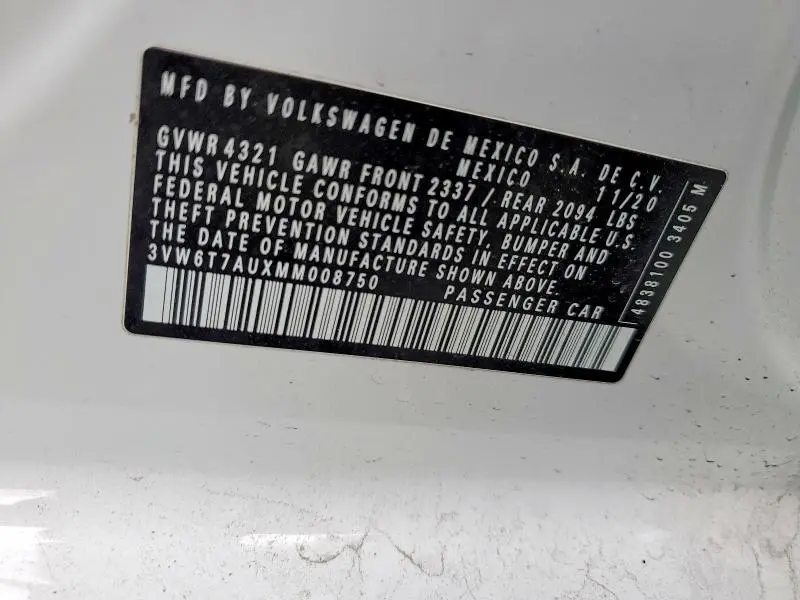 MFD BY VOLKSWAGEN DE MEXICO S.A. DE C.V.
MEXICO 11/20
GVWR 4321 GAWR FRONT 2337 / REAR 2094 LBS
THIS VEHICLE CONFORMS TO ALL APPLICABLE U.S.
FEDERAL MOTOR VEHICLE SAFETY, BUMPER AND
THEFT PREVENTION STANDARDS IN EFFECT ON
THE DATE OF MANUFACTURE SHOWN ABOVE.
3VW6T7AUXMM008750 PASSENGER CAR
4838100 3405 M